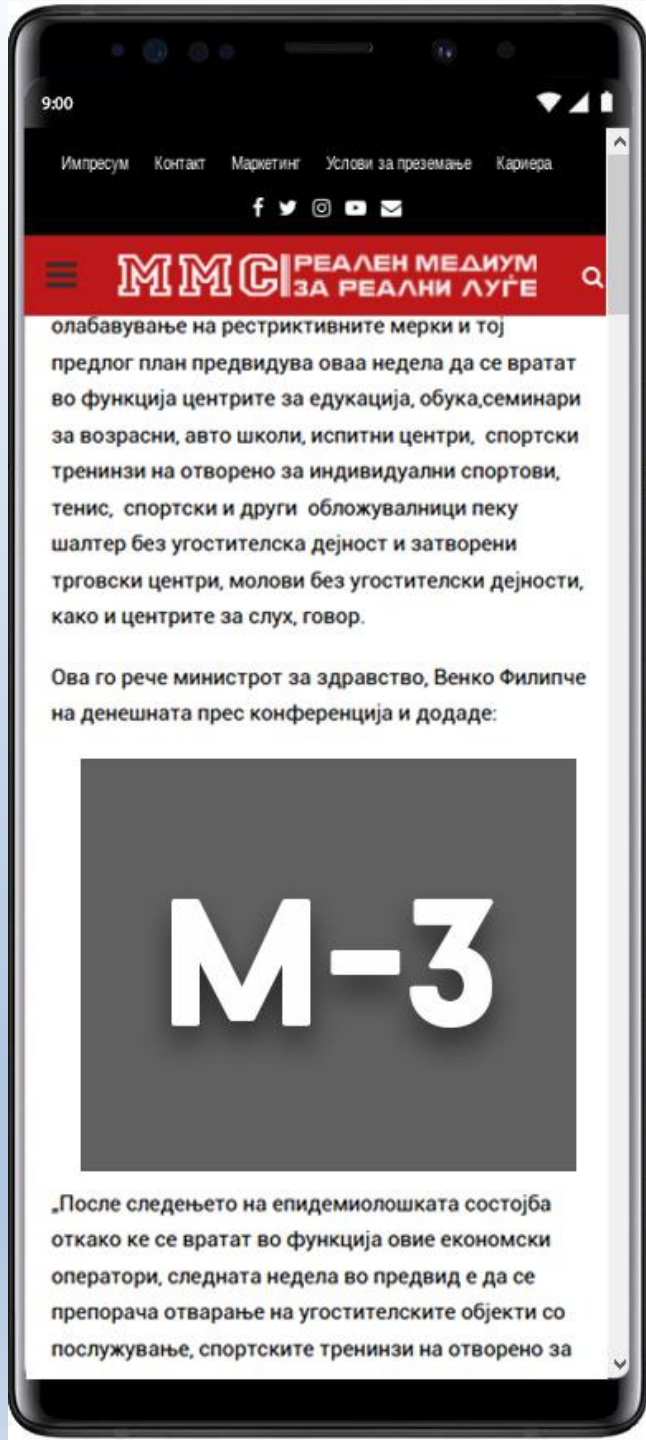 9:00
Импресум Контакт Маркетинг Услови за преземање Кариера
ММС РЕАЛЕН МЕДИУМ
ЗА РЕАЛНИ ЛУЃЕ
олабавување на рестриктивните мерки и тој
предлог план предвидува оваа недела да се вратат
во функција центрите за едукација, обука,семинари
за возрасни, авто школи, испитни центри, спортски
тренинзи на отворено за индивидуални спортови,
тенис, спортски и други обложувалници пеку
шалтер без угостителска дејност и затворени
трговски центри, молови без угостителски дејности,
како и центрите за слух, говор.
Ова го рече министрот за здравство, Венко Филипче
на денешната прес конференција и додаде:
М-3
„После следењето на епидемиолошката состојба
откако ке се вратат во функција овие економски
оператори, следната недела во предвид е да се
препорача отварање на угостителските објекти со
послужување, спортските тренинзи на отворено за